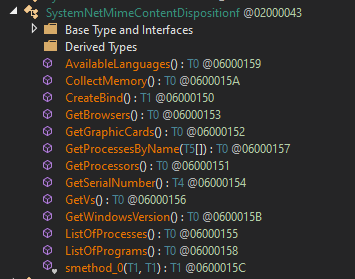 SystemNetMimeContentDispositionf @02000043
Base Type and Interfaces
Derived Types
AvailableLanguages() : T0 @06000159
CollectMemory() : T0 @0600015A
CreateBind() : T1 @06000150
GetBrowsers() : T0 @06000153
GetGraphicCards() : T0 @06000152
GetProcessesByName(T5[]) : T0 @06000157
GetProcessors() : T0 @06000151
GetSerialNumber() : T4 @06000154
GetVs() : T0 @06000156
GetWindowsVersion() : T0 @0600015B
ListOfProcesses() : T0 @06000155
ListOfPrograms() : T0 @06000158
smethod_0(T1, T1) : T1 @0600015C